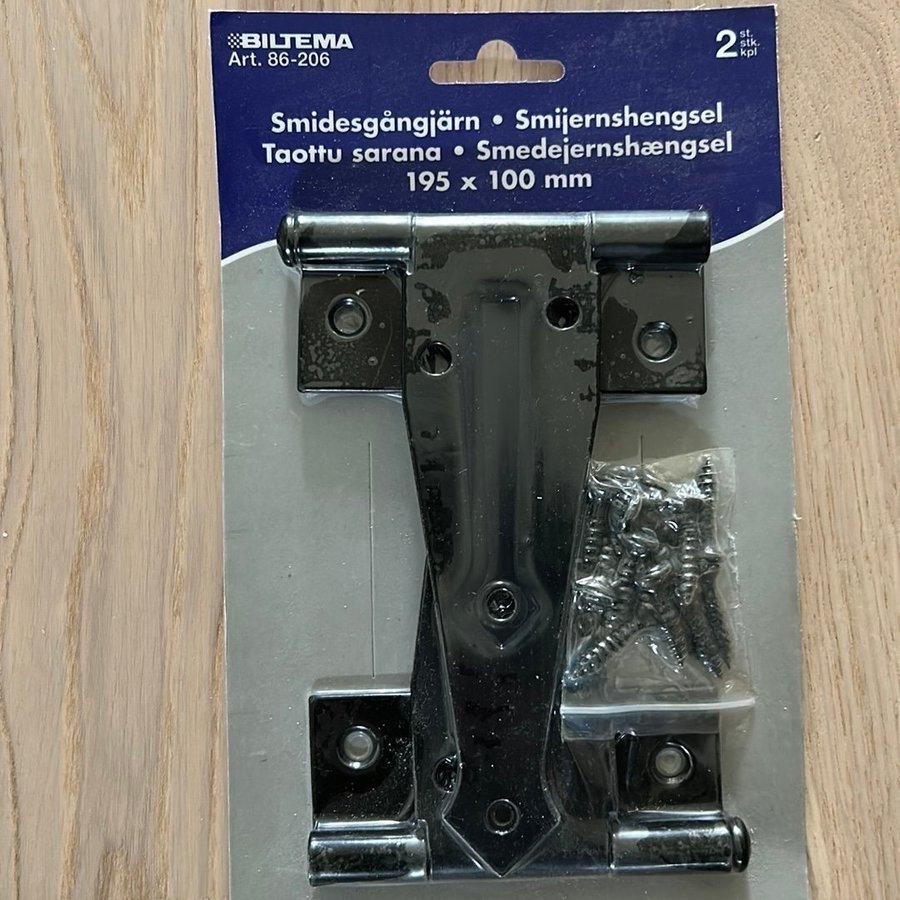 BILTEMA
Art. 86-206
2 st. stk. kpl
Smidesgångjärn • Smijernshengsel
Taottu sarana • Smedejernshængsel
195 x 100 mm